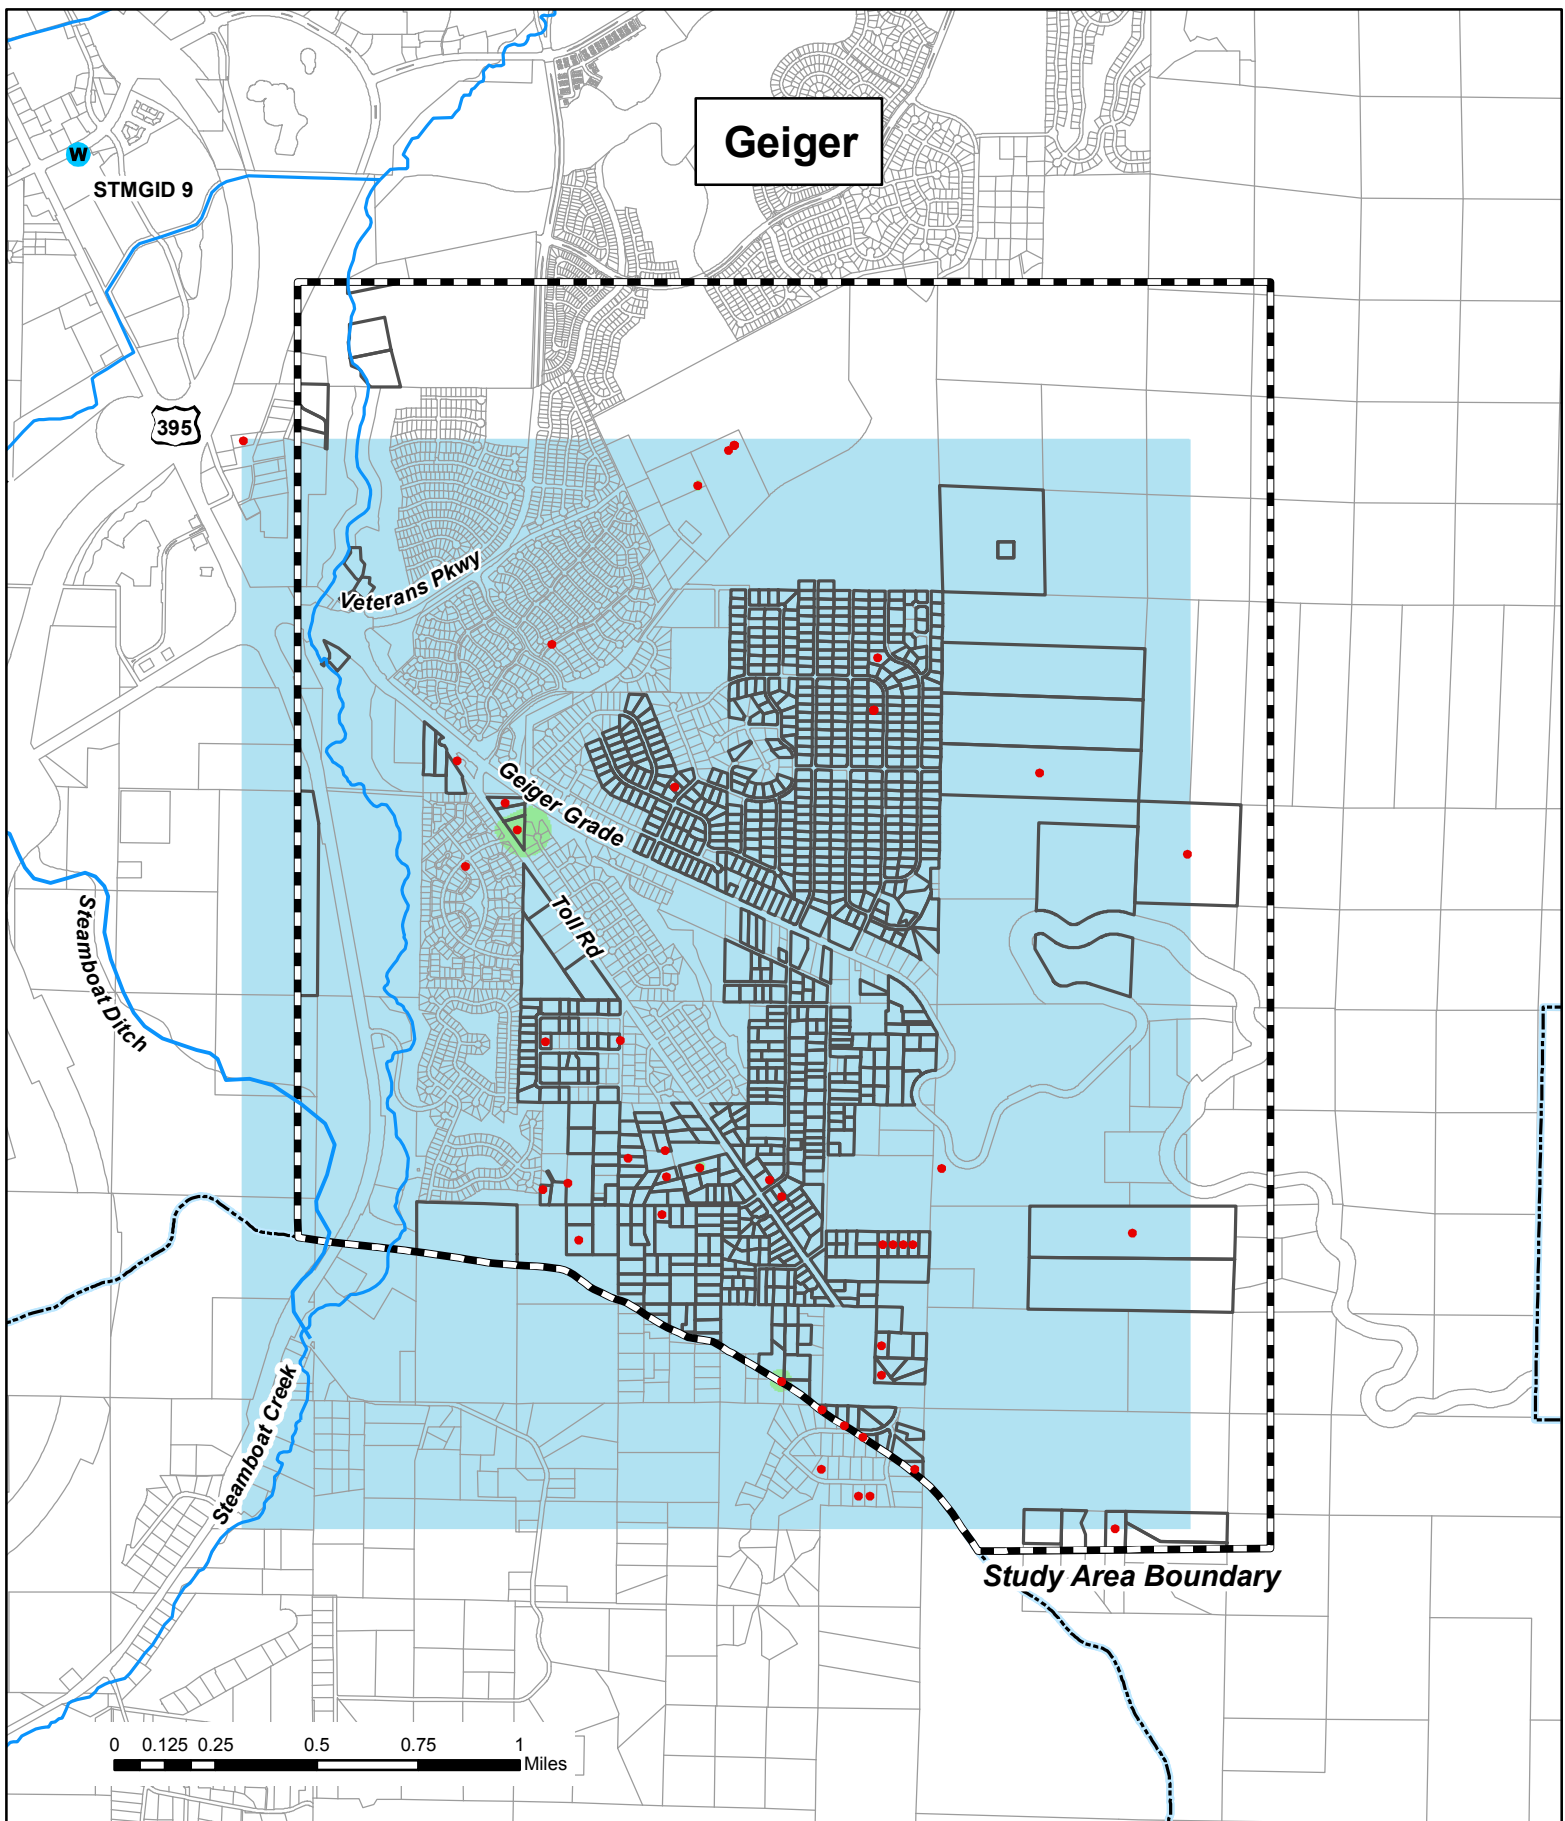 Geiger
W
STMGID 9
395
Veterans Pkwy
Geiger Grade
Toll Rd
Steamboat Ditch
Steamboat Creek
Study Area Boundary
0 0.125 0.25 0.5 0.75 1
Miles